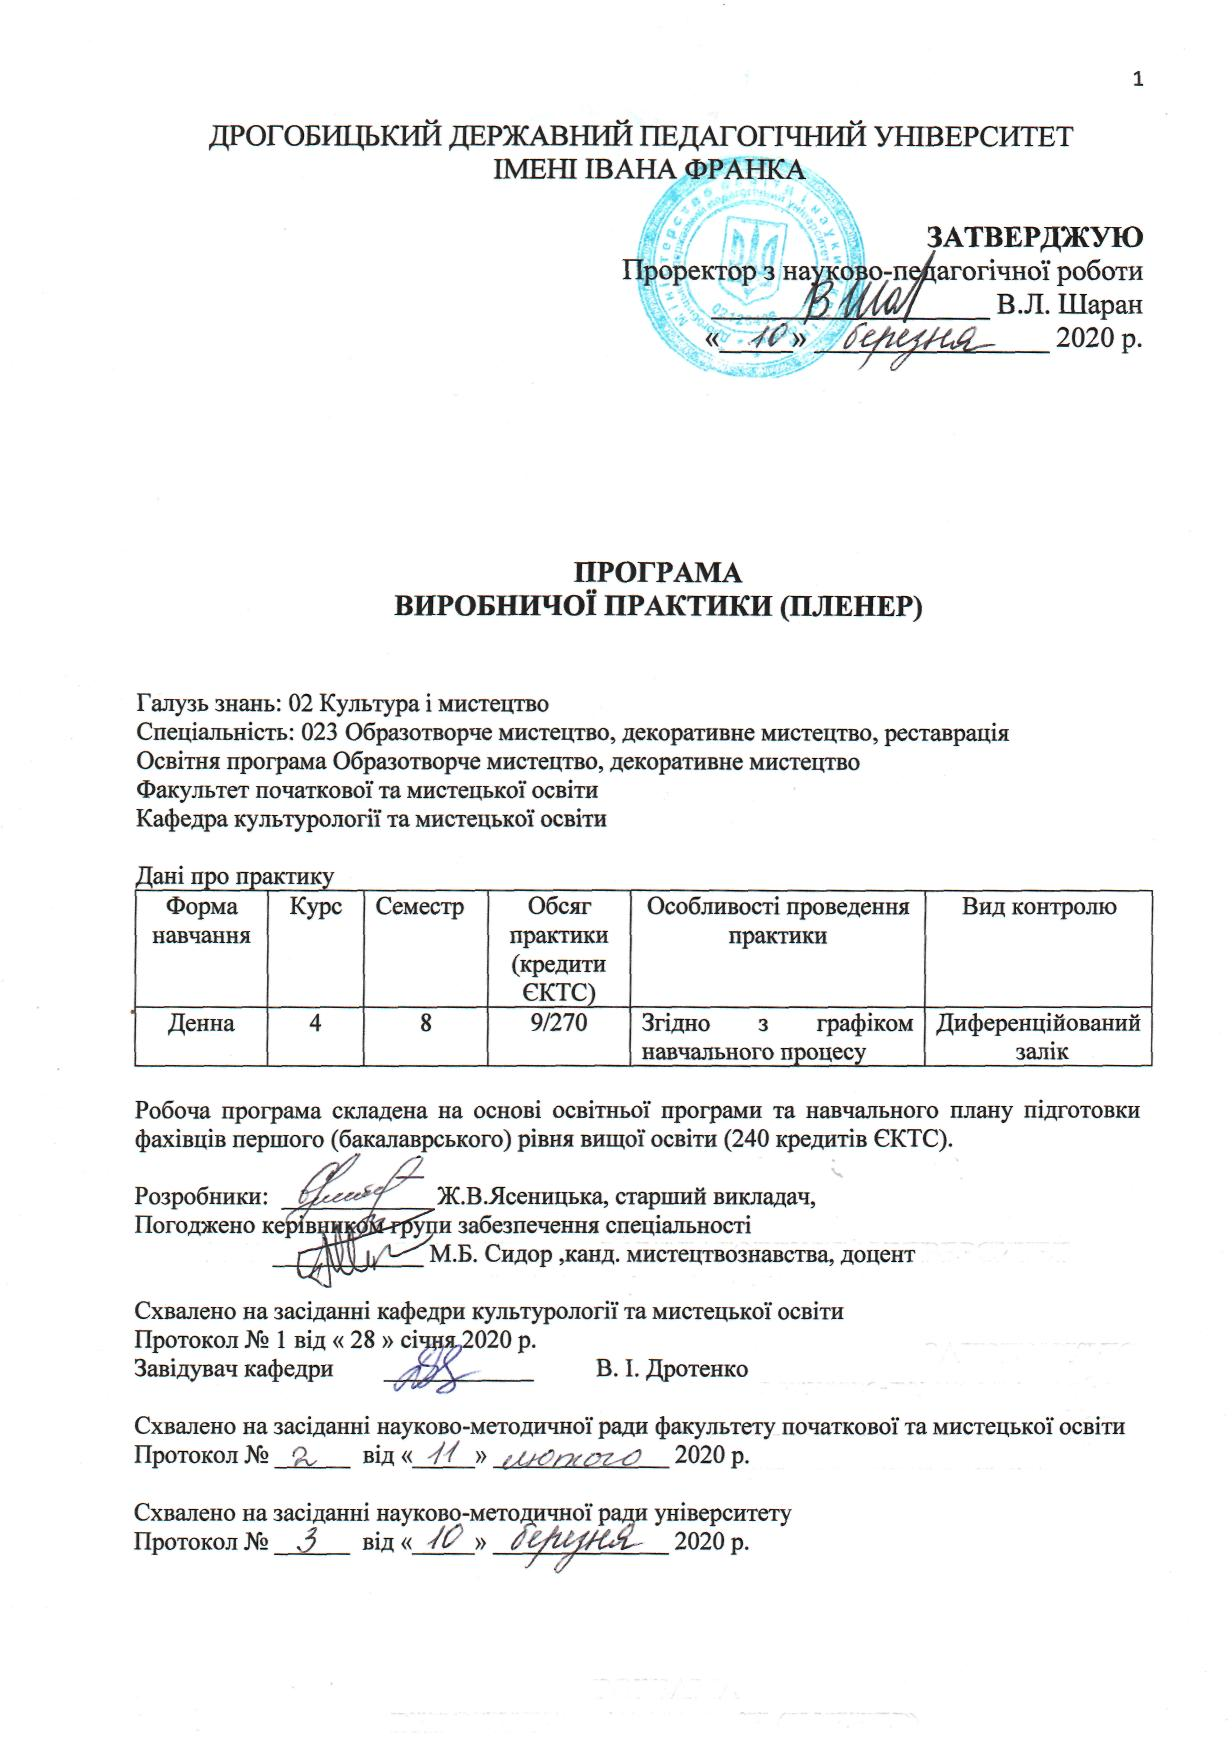 1
ДРОГОБИЦЬКИЙ ДЕРЖАВНИЙ ПЕДАГОГІЧНИЙ УНІВЕРСИТЕТ
ІМЕНІ ІВАНА ФРАНКА
ЗАТВЕРДЖУЮ
Проректор з науково-педагогічної роботи
В.Л. Шаран
«10» березня 2020 р.
ПРОГРАМА
ВИРОБНИЧОЇ ПРАКТИКИ (ПЛЕНЕР)
Галузь знань: 02 Культура і мистецтво
Спеціальність: 023 Образотворче мистецтво, декоративне мистецтво, реставрація
Освітня програма Образотворче мистецтво, декоративне мистецтво
Факультет початкової та мистецької освіти
Кафедра культурології та мистецької освіти
Дані про практику
Форма навчання
Курс
Семестр
Обсяг практики (кредити ЄКТС)
Особливості проведення практики
Вид контролю
Денна
4
8
9/270
Згідно з графіком навчального процесу
Диференційований залік
Робоча програма складена на основі освітньої програми та навчального плану підготовки
фахівців першого (бакалаврського) рівня вищої освіти (240 кредитів ЄКТС).
Розробники: Ж.В.Ясеницька, старший викладач,
Погоджено керівником групи забезпечення спеціальності
М.Б. Сидор ,канд. мистецтвознавства, доцент
Схвалено на засіданні кафедри культурології та мистецької освіти
Протокол № 1 від « 28 » січня 2020 р.
Завідувач кафедри В. І. Дротенко
Схвалено на засіданні науково-методичної ради факультету початкової та мистецької освіти
Протокол № 2 від «11» лютого 2020 р.
Схвалено на засіданні науково-методичної ради університету
Протокол № 3 від «10» березня 2020 р.